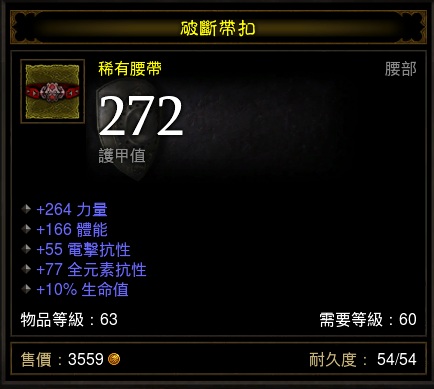 破斷帶扣
稀有腰帶 腰部
272
護甲值
+264 力量
+166 體能
+55 電擊抗性
+77 全元素抗性
+10% 生命值
物品等級：63 需要等級：60
售價：3559 耐久度： 54/54